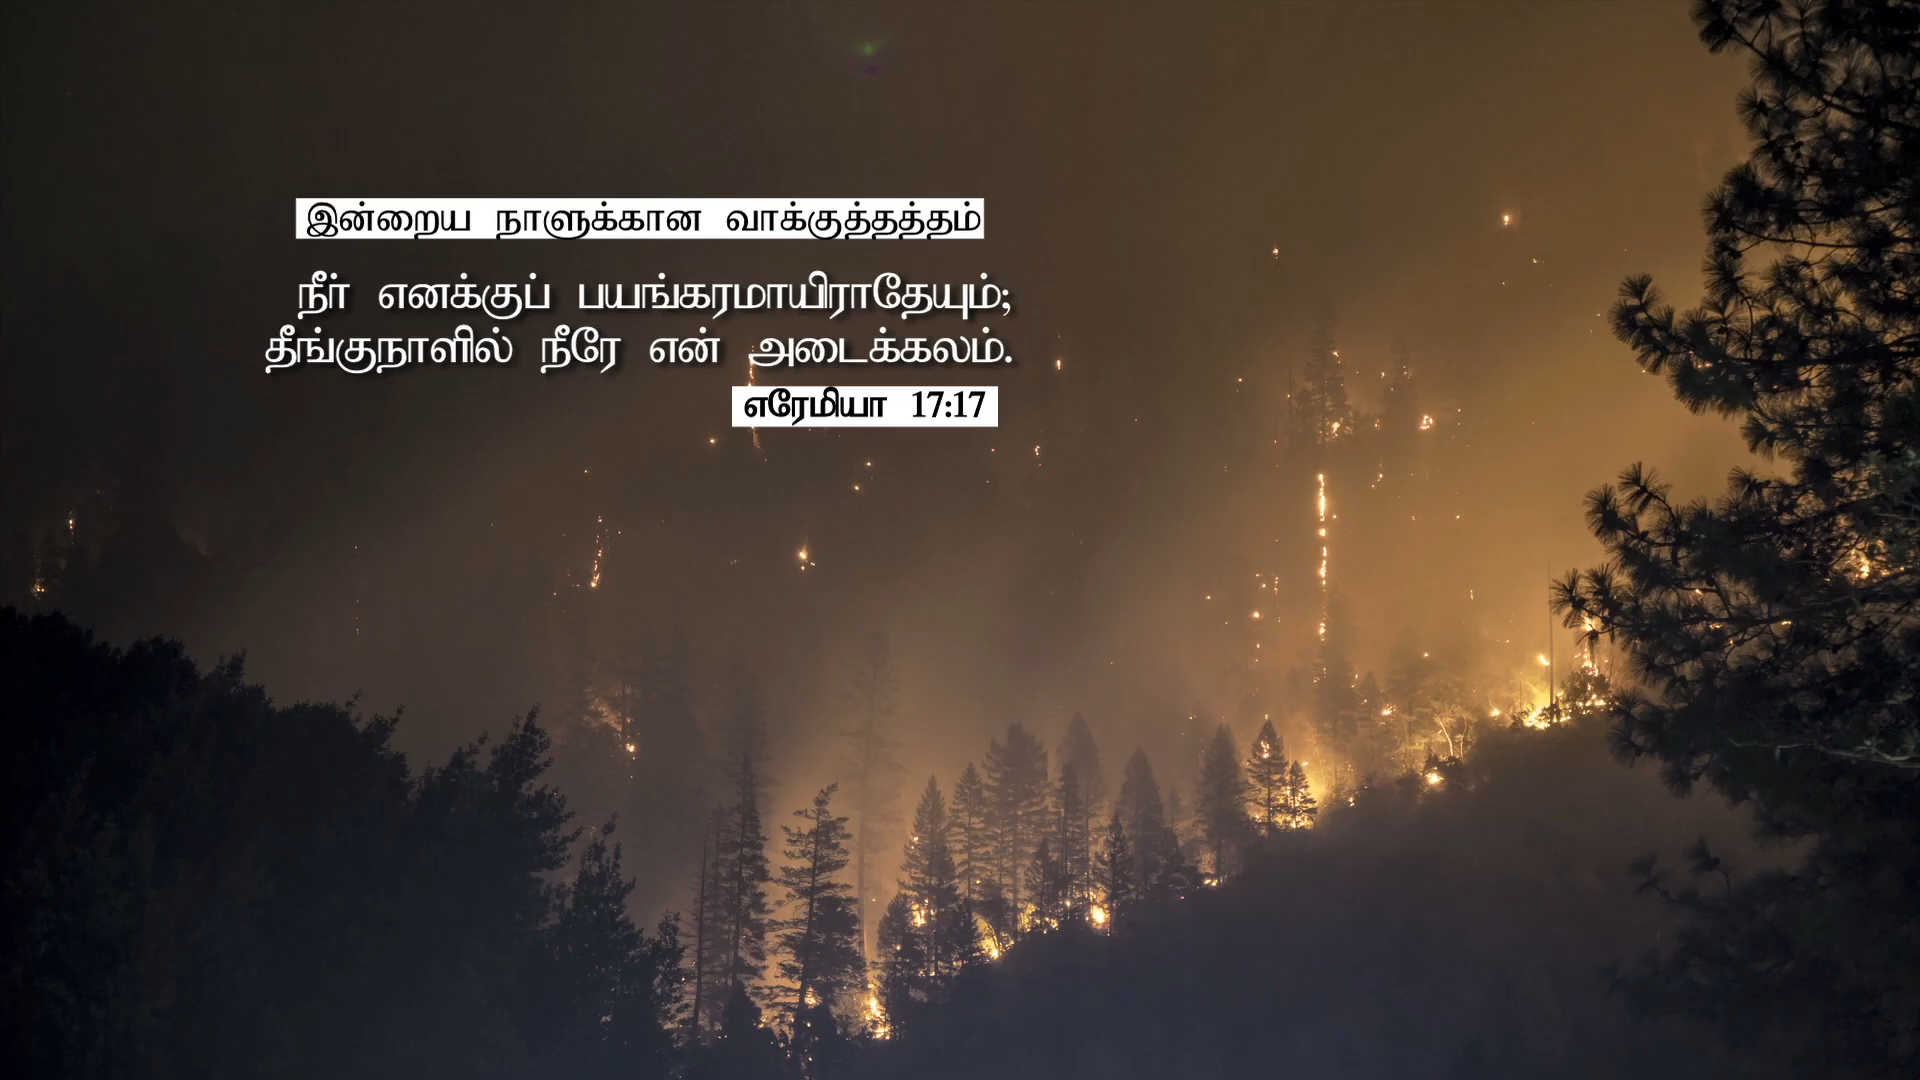 இன்றைய நாளுக்கான வாக்குத்தத்தம்
நீர் எனக்குப் பயங்கரமாயிராதேயும்;
தீங்குநாளில் நீரே என் அடைக்கலம்.
எரேமியா 17:17